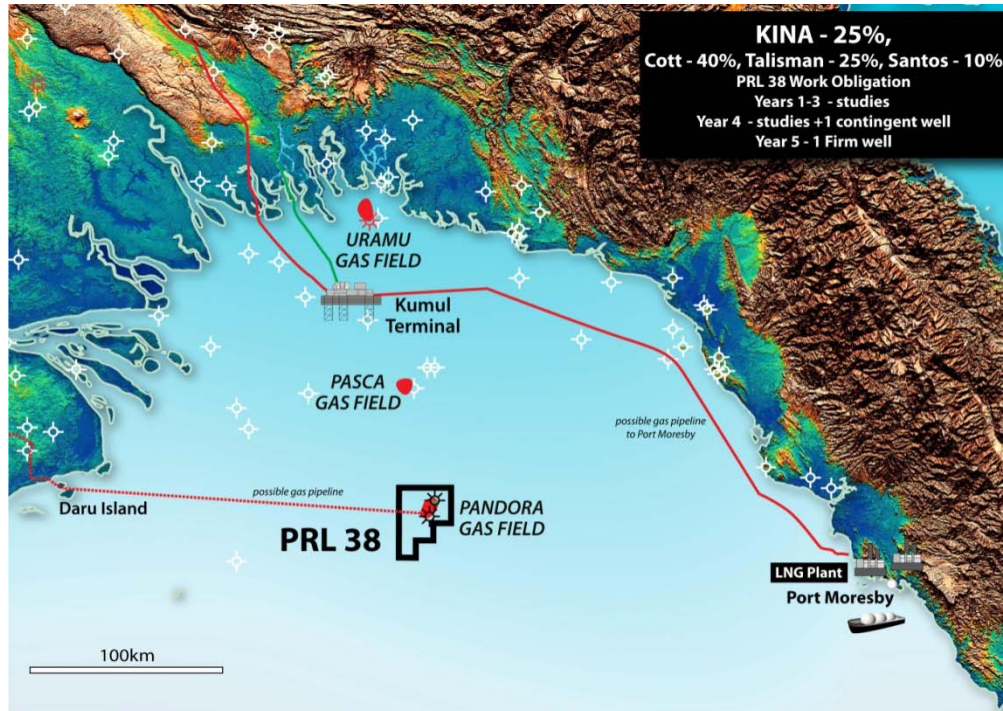 KINA - 25%,
Cott - 40%, Talisman - 25%, Santos - 10%
PRL 38 Work Obligation
Years 1-3 - studies
Year 4 - studies +1 contingent well
Year 5 - 1 Firm well
URAMU
GAS FIELD
Kumul
Terminal
PASCA
GAS FIELD
possible gas pipeline
to Port Moresby
possible gas pipeline
Daru Island
PRL 38
PANDORA
GAS FIELD
LNG Plant
Port Moresby
100km